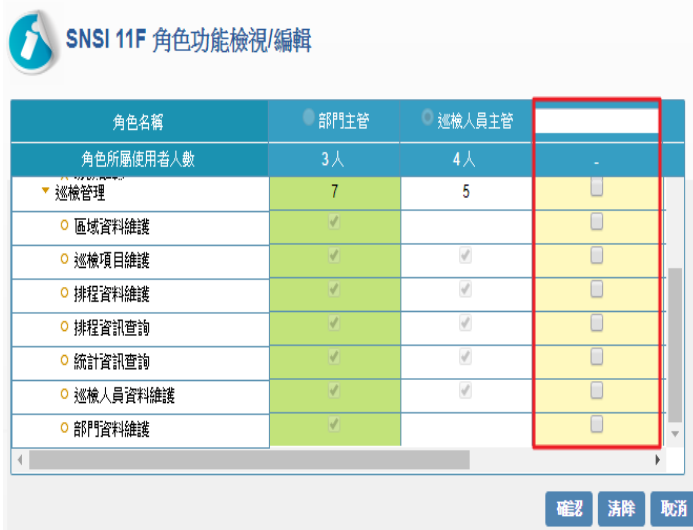 SNSI 11F 角色功能檢視/編輯
角色名稱 部門主管 巡檢人員主管
角色所屬使用者人數 3人 4人 -
巡檢管理 7 5
區域資料維護
巡檢項目維護
排程資料維護
排程資訊查詢
統計資訊查詢
巡檢人員資料維護
部門資料維護
確認 清除 取消